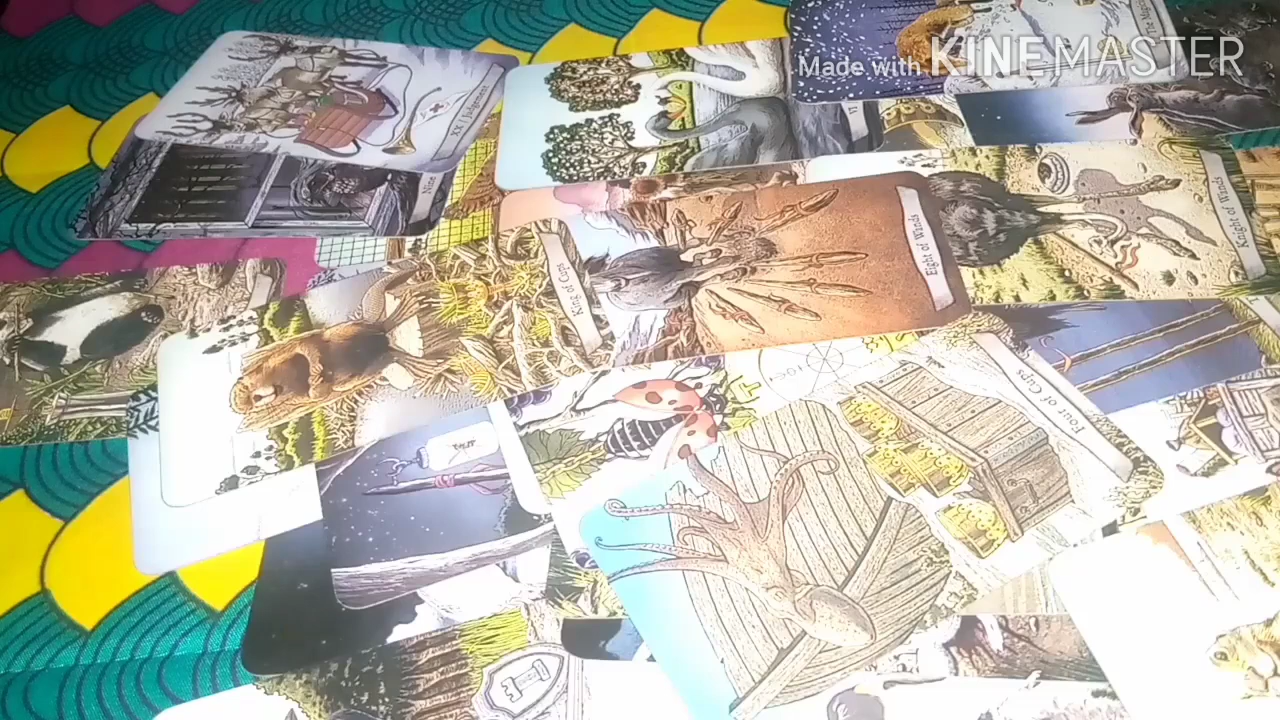 Made with KINEMASTER
The Magician
XX Judgement
Nine
VI
Knight of Wands
Eight of Wands
King of Cups
Four of Cups